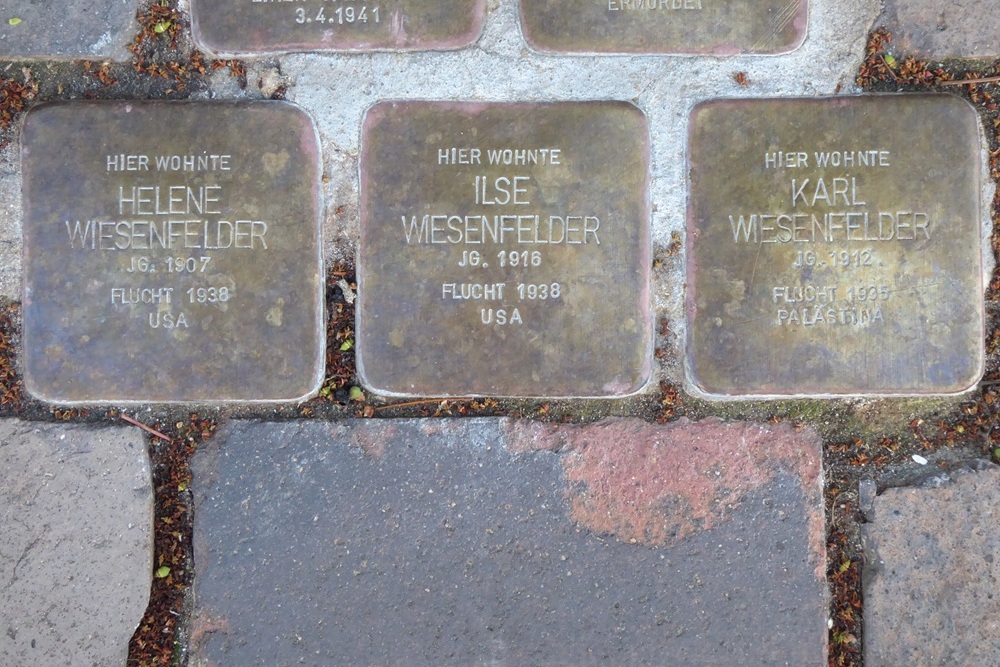 3.4.1941
ERMORDET
HIER WOHNTE
HELENE
WIESENFELDER
JG. 1907
FLUCHT 1938
USA
HIER WOHNTE
ILSE
WIESENFELDER
JG. 1916
FLUCHT 1938
USA
HIER WOHNTE
KARL
WIESENFELDER
JG. 1912
FLUCHT 1935
PALÄSTINA